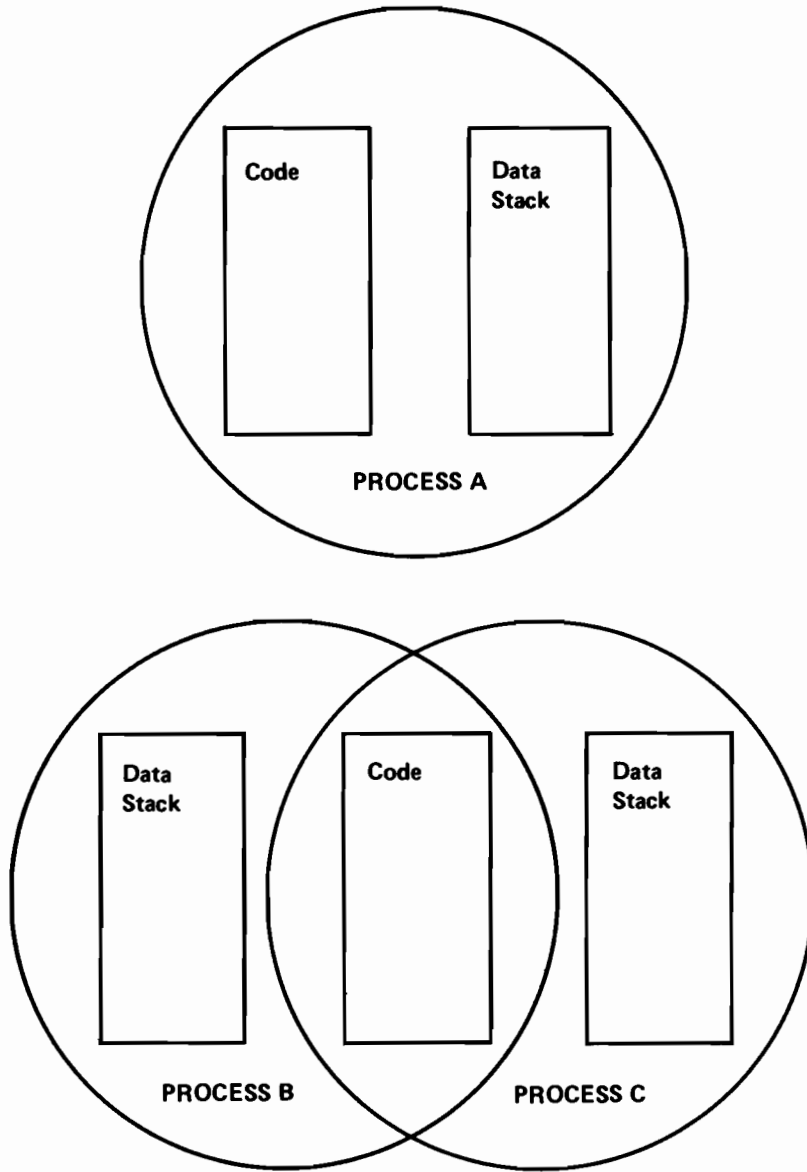 Code
Data
Stack
PROCESS A
Data
Stack
Code
Data
Stack
PROCESS B
PROCESS C